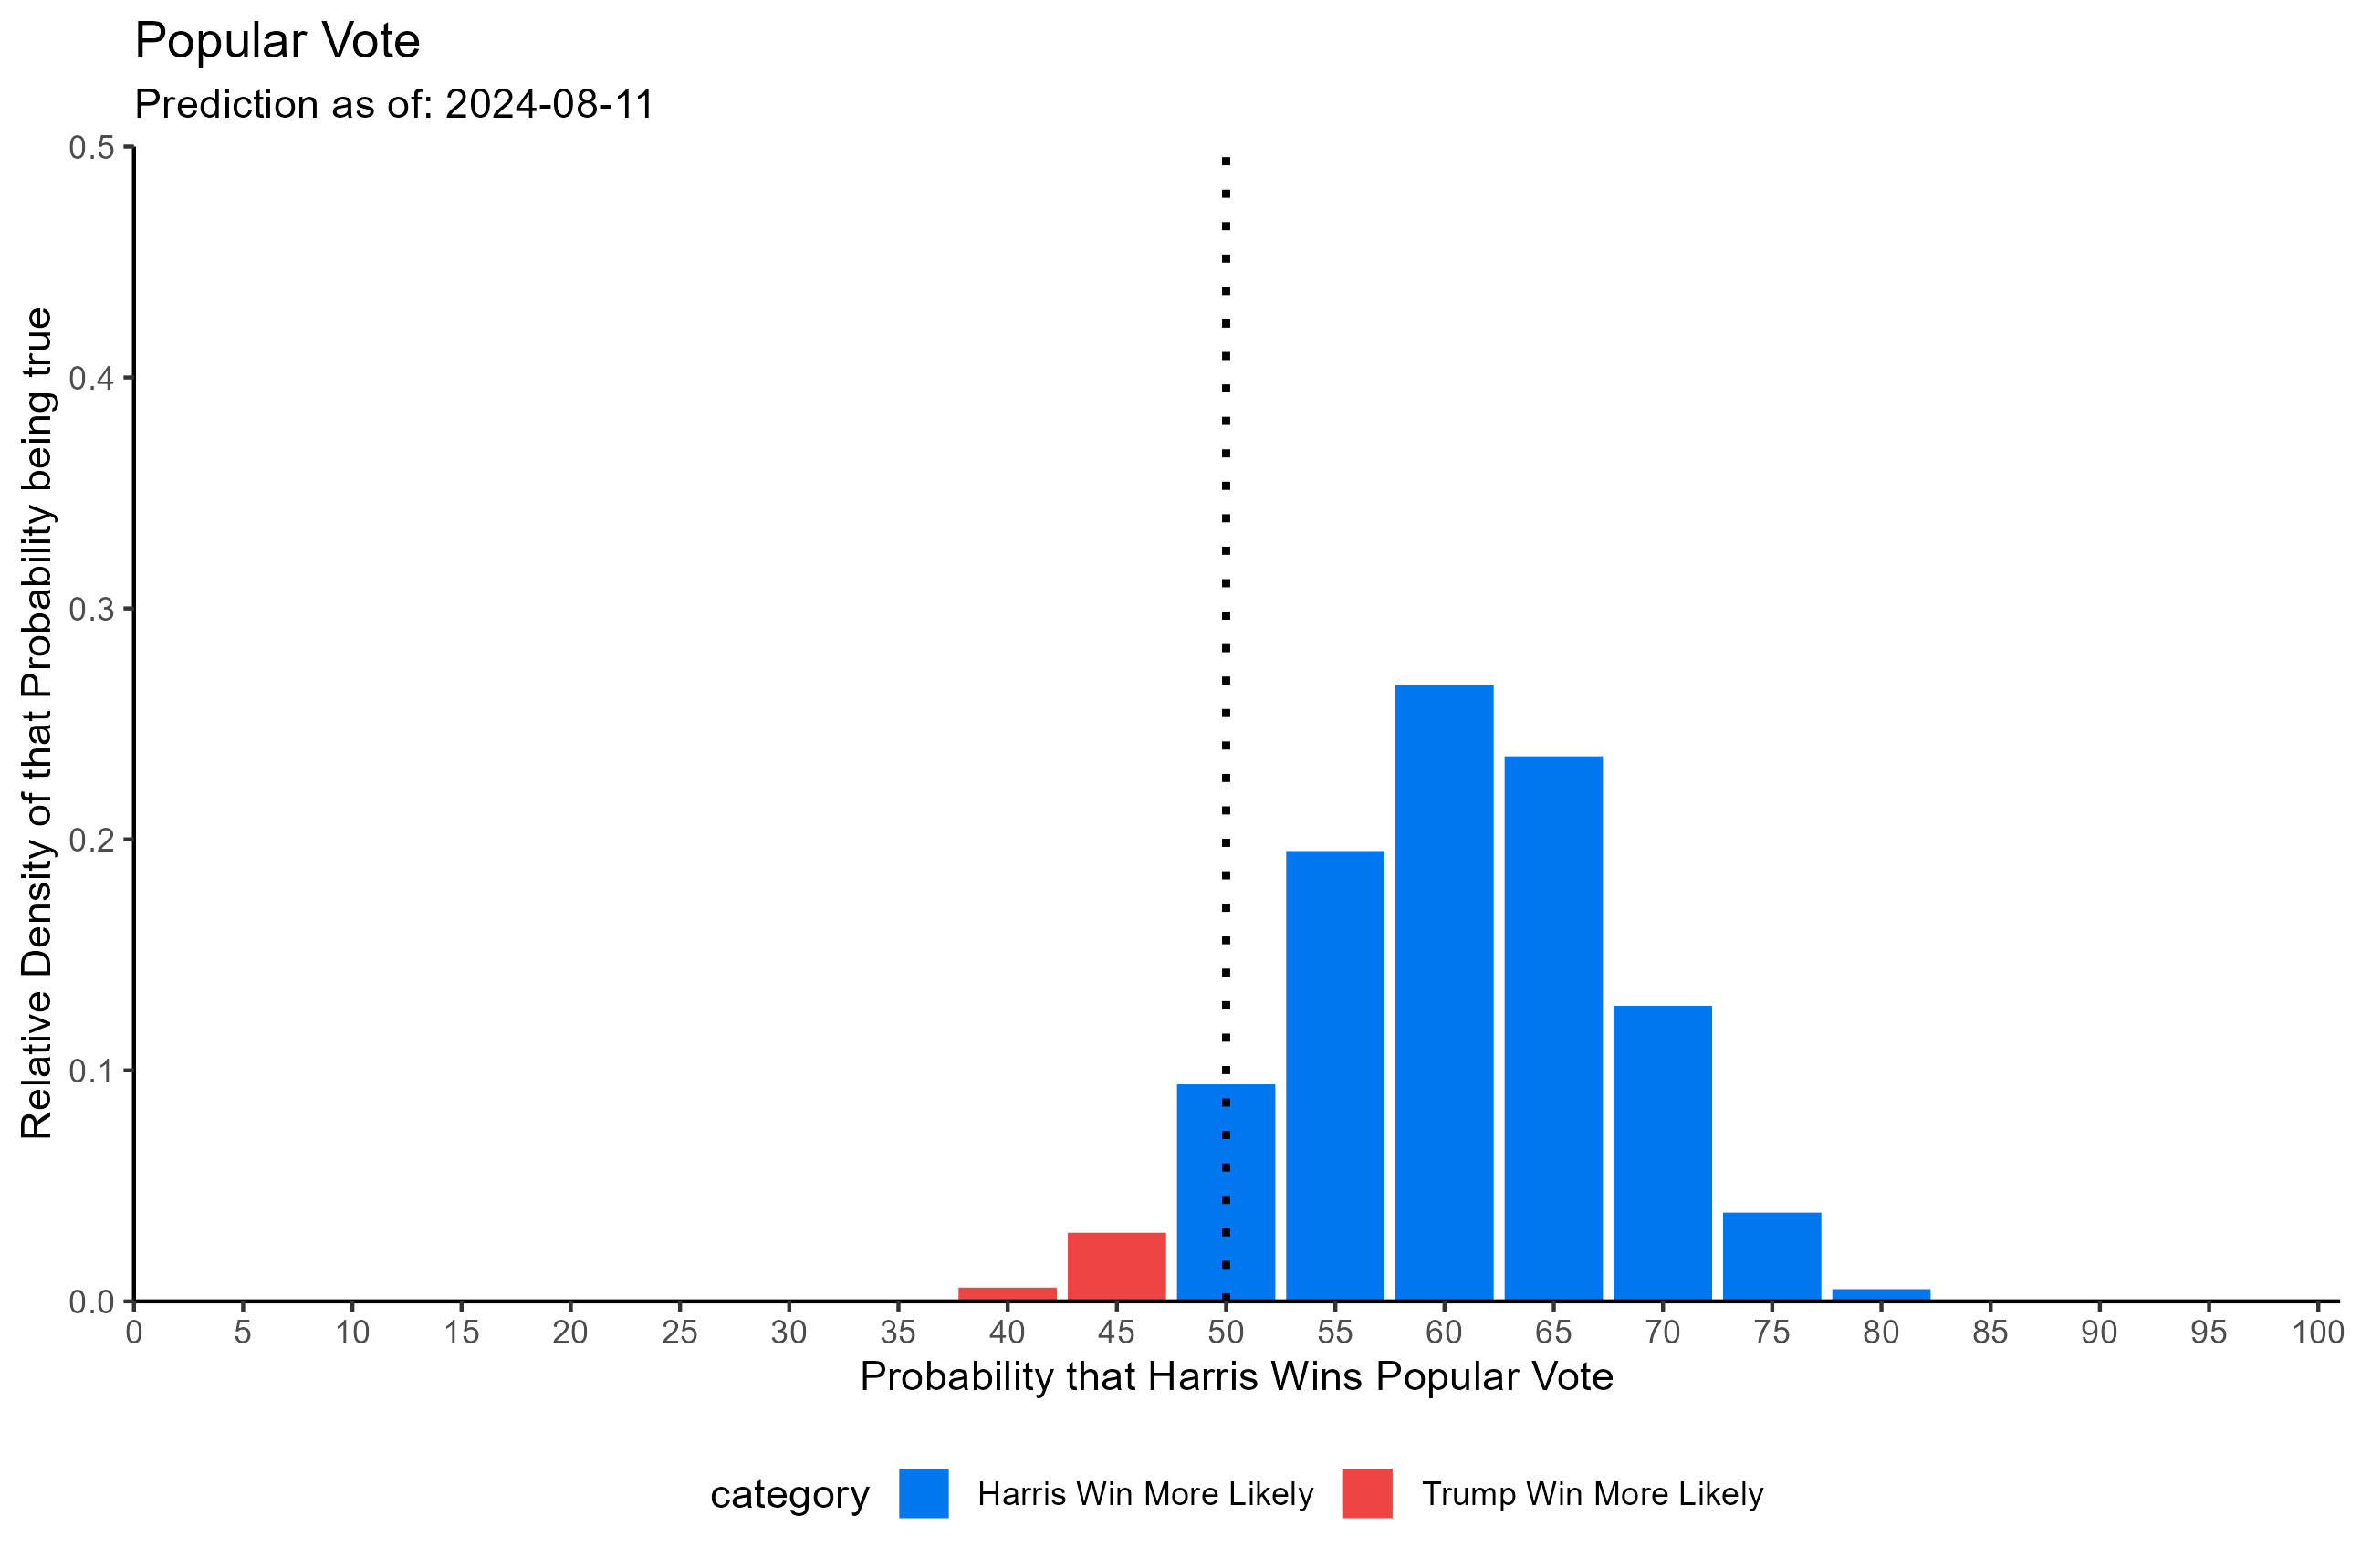 Popular Vote
Prediction as of: 2024-08-11
Relative Density of that Probability being true
0.5
0.4
0.3
0.2
0.1
0.0
0 5 10 15 20 25 30 35 40 45 50 55 60 65 70 75 80 85 90 95 100
Probability that Harris Wins Popular Vote
category Harris Win More Likely Trump Win More Likely